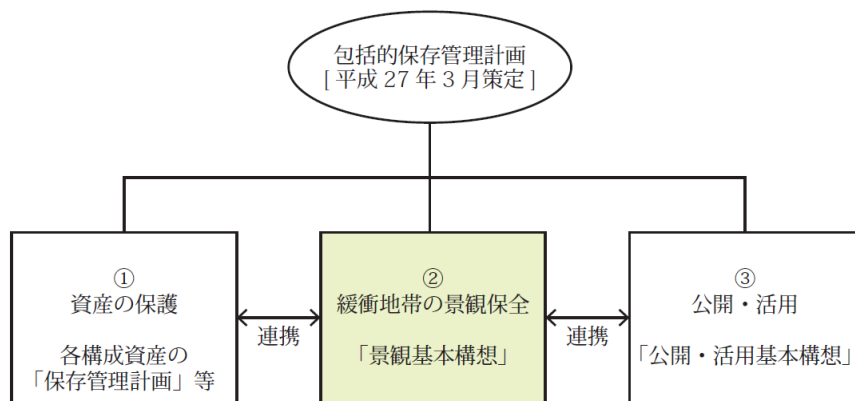 包括的保存管理計画
[ 平成 27 年 3 月策定 ]
①
資産の保護
各構成資産の
「保存管理計画」等
連携
②
緩衝地帯の景観保全
「景観基本構想」
連携
③
公開・活用
「公開・活用基本構想」